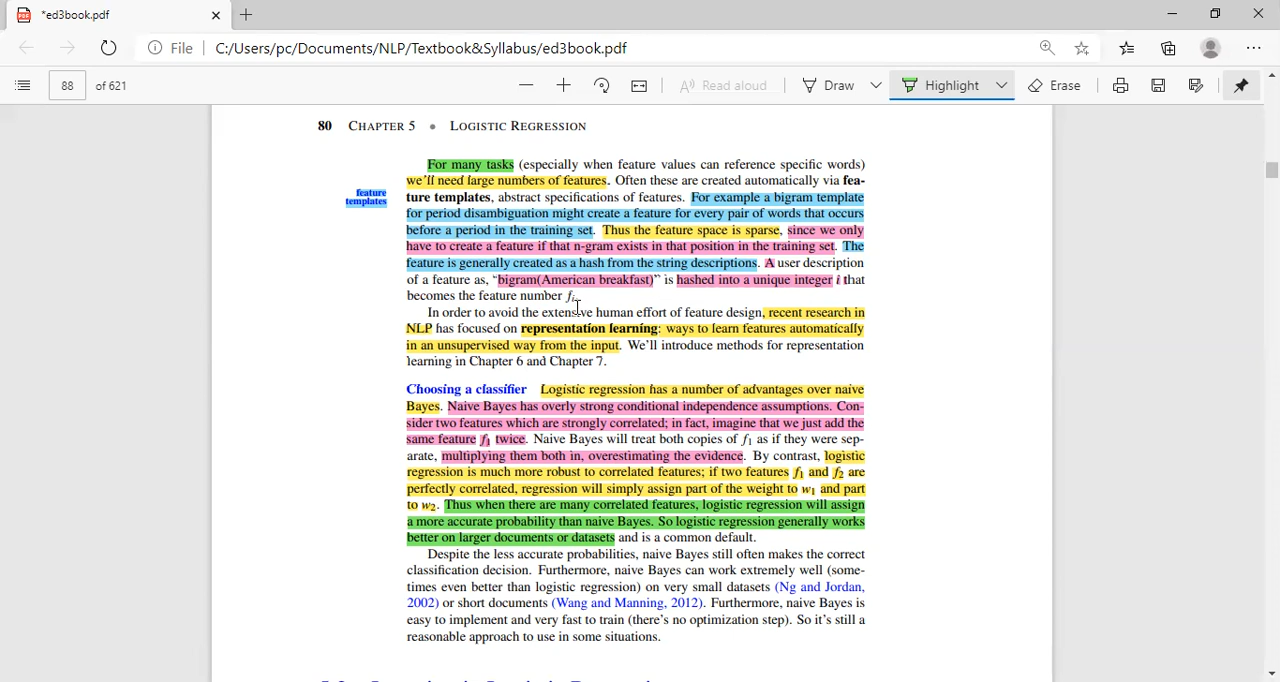 *ed3book.pdf
File C:/Users/pc/Documents/NLP/Textbook&Syllabus/ed3book.pdf
88 of 621 Read aloud Draw Highlight Erase
80 CHAPTER 5 • LOGISTIC REGRESSION
For many tasks (especially when feature values can reference specific words)
we'll need large numbers of features. Often these are created automatically via fea-
feature templates
ture templates, abstract specifications of features. For example a bigram template
for period disambiguation might create a feature for every pair of words that occurs
before a period in the training set. Thus the feature space is sparse, since we only
have to create a feature if that n-gram exists in that position in the training set. The
feature is generally created as a hash from the string descriptions. A user description
of a feature as, “bigram(American breakfast)” is hashed into a unique integer i that
becomes the feature number fi.
In order to avoid the extensive human effort of feature design, recent research in
NLP has focused on representation learning: ways to learn features automatically
in an unsupervised way from the input. We'll introduce methods for representation
learning in Chapter 6 and Chapter 7.
Choosing a classifier Logistic regression has a number of advantages over naive
Bayes. Naive Bayes has overly strong conditional independence assumptions. Con-
sider two features which are strongly correlated; in fact, imagine that we just add the
same feature f1 twice. Naive Bayes will treat both copies of f1 as if they were sep-
arate, multiplying them both in, overestimating the evidence. By contrast, logistic
regression is much more robust to correlated features; if two features f1 and f2 are
perfectly correlated, regression will simply assign part of the weight to w1 and part
to w2. Thus when there are many correlated features, logistic regression will assign
a more accurate probability than naive Bayes. So logistic regression generally works
better on larger documents or datasets and is a common default.
Despite the less accurate probabilities, naive Bayes still often makes the correct
classification decision. Furthermore, naive Bayes can work extremely well (some-
times even better than logistic regression) on very small datasets (Ng and Jordan,
2002) or short documents (Wang and Manning, 2012). Furthermore, naive Bayes is
easy to implement and very fast to train (there's no optimization step). So it's still a
reasonable approach to use in some situations.